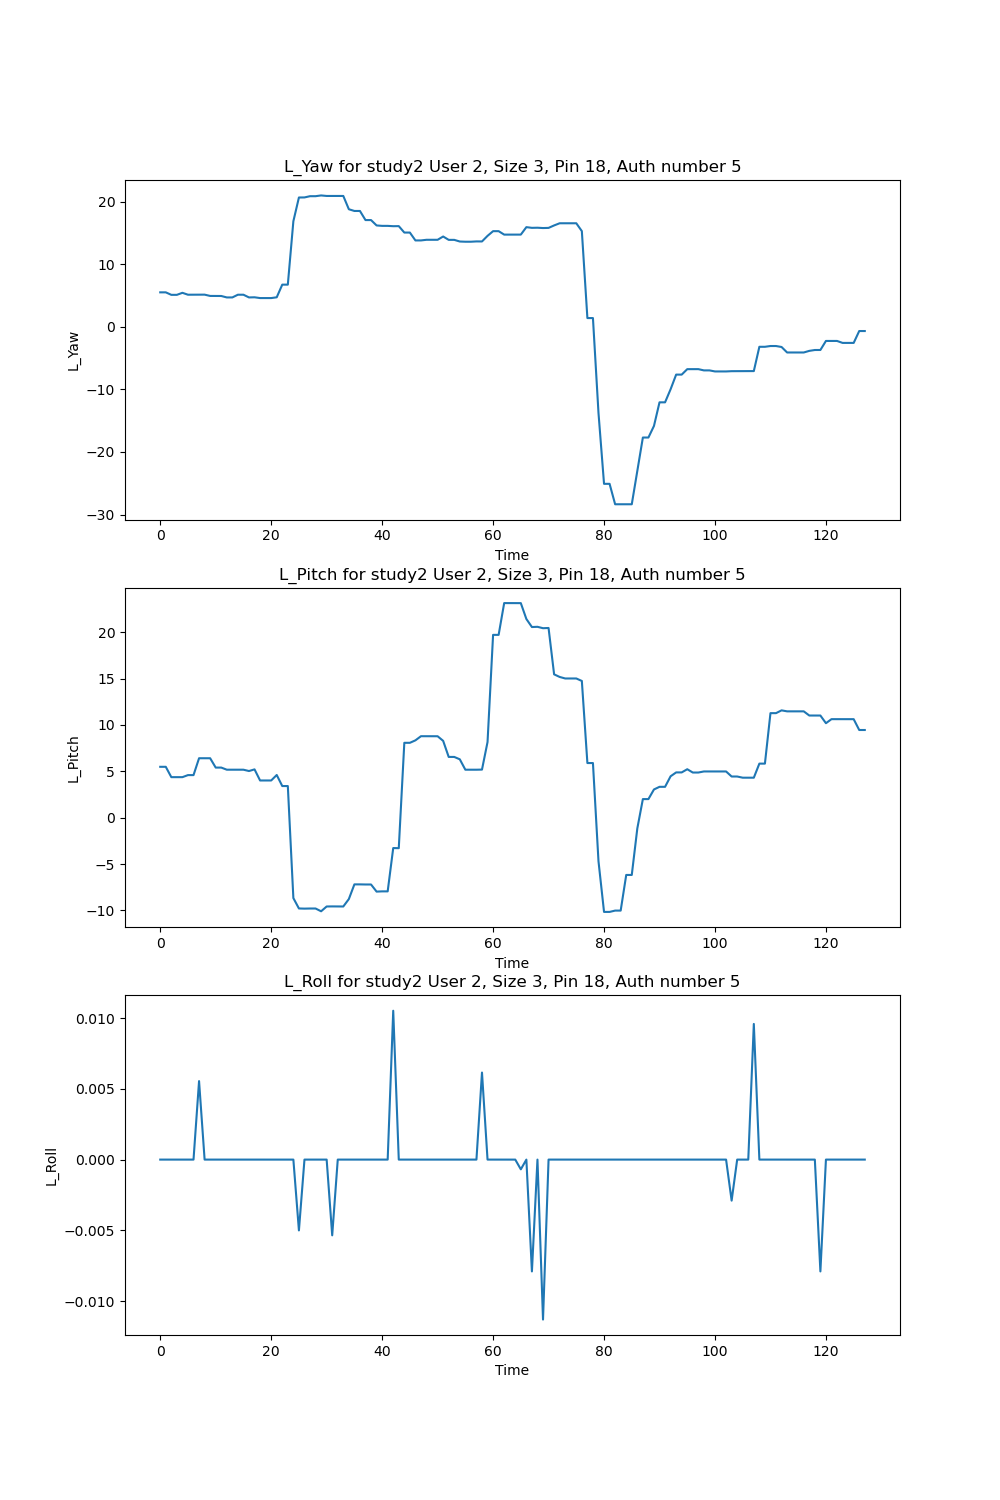 L_Yaw for study2 User 2, Size 3, Pin 18, Auth number 5
20
10
0
−10
−20
−30
L_Yaw
0 20 40 60 80 100 120
Time
L_Pitch for study2 User 2, Size 3, Pin 18, Auth number 5
20
15
10
5
0
−5
−10
L_Pitch
0 20 40 60 80 100 120
Time
L_Roll for study2 User 2, Size 3, Pin 18, Auth number 5
0.010
0.005
0.000
−0.005
−0.010
L_Roll
0 20 40 60 80 100 120
Time